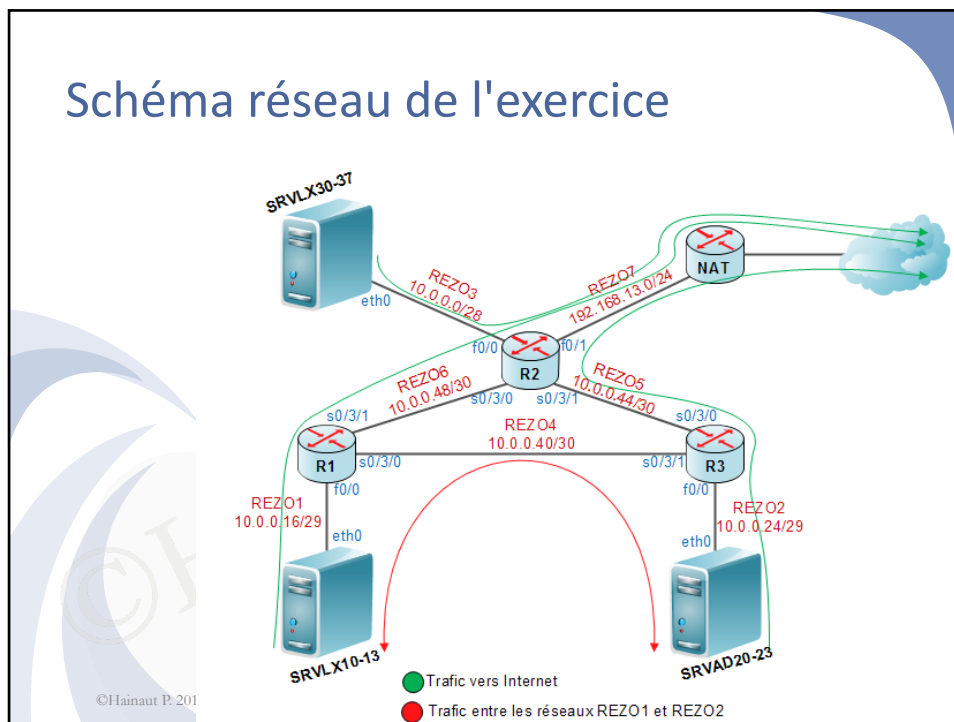 Schéma réseau de l'exercice
SRVLX30-37
eth0
REZO3
10.0.0.0/28
f0/0
REZO7
192.168.13.0/24
f0/1
NAT
R2
REZO6
10.0.0.48/30
s0/3/0
s0/3/1
REZO5
10.0.0.44/30
s0/3/1
s0/3/0
REZO4
10.0.0.40/30
R1
s0/3/0
s0/3/1
R3
f0/0
f0/0
REZO1
10.0.0.16/29
eth0
REZO2
10.0.0.24/29
eth0
SRVLX10-13
SRVAD20-23
Trafic vers Internet
Trafic entre les réseaux REZO1 et REZO2
©Hainaut P. 201
©H